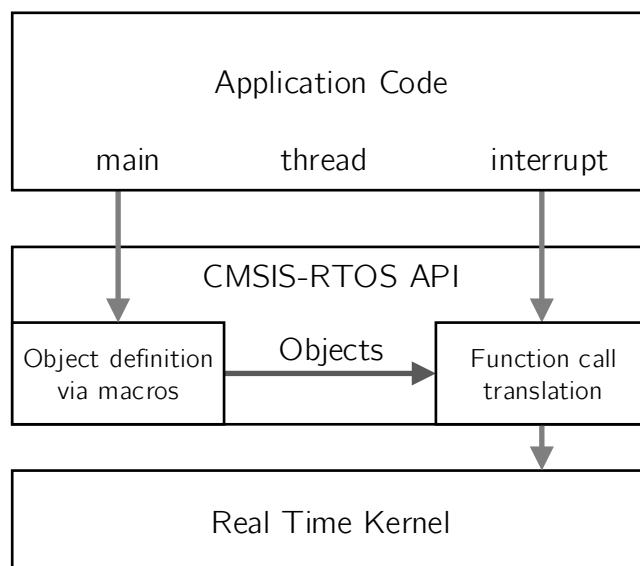 Application Code
main thread interrupt
CMSIS-RTOS API
Object definition
via macros
Objects
Function call
translation
Real Time Kernel